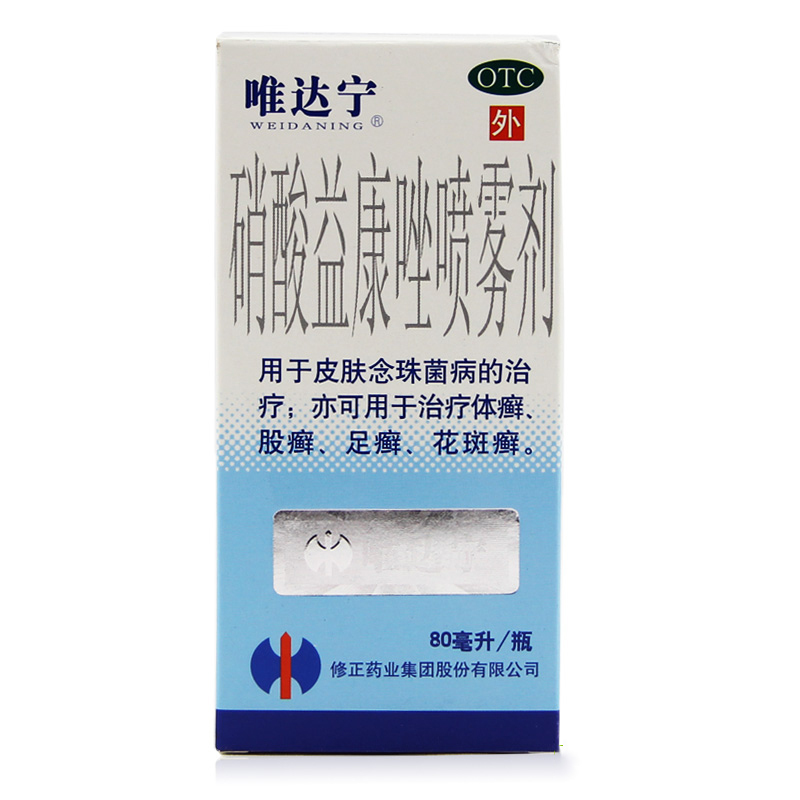 唯达宁
WEIDANING®
OTC
外
硝酸益康唑喷雾剂
用于皮肤念珠菌病的治
疗；亦可用于治疗体癣、
股癣、足癣、花斑癣。
唯达宁
80毫升/瓶
修正药业集团股份有限公司